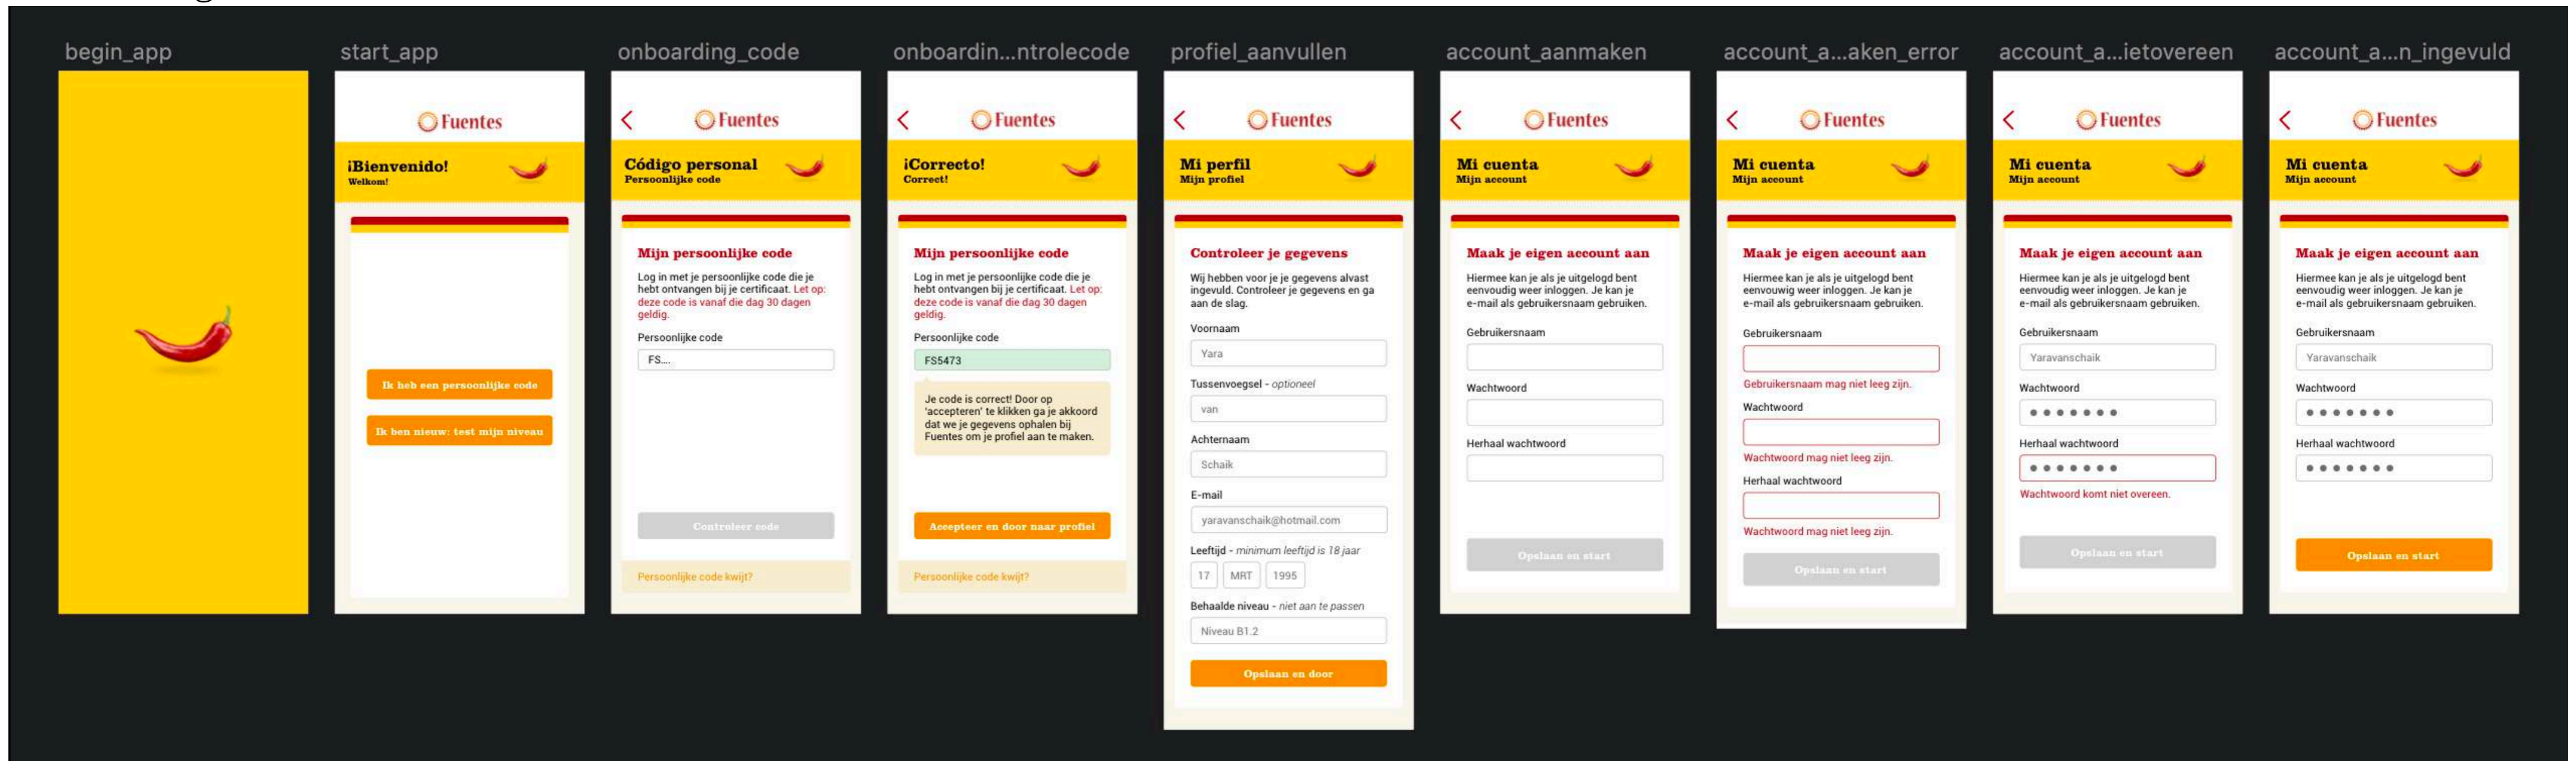 begin_app
start_app
Fuentes
¡Bienvenido!
Welkom!
Ik heb een persoonlijke code
Ik ben nieuw: test mijn niveau
onboarding_code
Fuentes
Código personal
Persoonlijke code
Mijn persoonlijke code
Log in met je persoonlijke code die je
hebt ontvangen bij je certificaat. Let op:
deze code is vanaf die dag 30 dagen
geldig.
Persoonlijke code
FS....
Controleer code
Persoonlijke code kwijt?
onboardin...ntrolecode
Fuentes
¡Correcto!
Correct!
Mijn persoonlijke code
Log in met je persoonlijke code die je
hebt ontvangen bij je certificaat. Let op:
deze code is vanaf die dag 30 dagen
geldig.
Persoonlijke code
FS5473
Je code is correct! Door op
'accepteren' te klikken ga je akkoord
dat we je gegevens ophalen bij
Fuentes om je profiel aan te maken.
Accepteer en door naar profiel
Persoonlijke code kwijt?
profiel_aanvullen
Fuentes
Mi perfil
Mijn profiel
Controleer je gegevens
Wij hebben voor je je gegevens alvast
ingevuld. Controleer je gegevens en ga
aan de slag.
Voornaam
Yara
Tussenvoegsel - optioneel
van
Achternaam
Schaik
E-mail
yaravanschaik@hotmail.com
Leeftijd - minimum leeftijd is 18 jaar
17 MRT 1995
Behaalde niveau - niet aan te passen
Niveau B1.2
Opslaan en door
account_aanmaken
Fuentes
Mi cuenta
Mijn account
Maak je eigen account aan
Hiermee kan je als je uitgelogd bent
eenvoudig weer inloggen. Je kan je
e-mail als gebruikersnaam gebruiken.
Gebruikersnaam
Wachtwoord
Herhaal wachtwoord
Opslaan en start
account_a...aken_error
Fuentes
Mi cuenta
Mijn account
Maak je eigen account aan
Hiermee kan je als je uitgelogd bent
eenvouwig weer inloggen. Je kan je
e-mail als gebruikersnaam gebruiken.
Gebruikersnaam
Gebruikersnaam mag niet leeg zijn.
Wachtwoord
Wachtwoord mag niet leeg zijn.
Herhaal wachtwoord
Wachtwoord mag niet leeg zijn.
Opslaan en start
account_a...ietovereen
Fuentes
Mi cuenta
Mijn account
Maak je eigen account aan
Hiermee kan je als je uitgelogd bent
eenvoudig weer inloggen. Je kan je
e-mail als gebruikersnaam gebruiken.
Gebruikersnaam
Yaravanschaik
Wachtwoord
Herhaal wachtwoord
Wachtwoord komt niet overeen.
Opslaan en start
account_a...n_ingevuld
Fuentes
Mi cuenta
Mijn account
Maak je eigen account aan
Hiermee kan je als je uitgelogd bent
eenvoudig weer inloggen. Je kan je
e-mail als gebruikersnaam gebruiken.
Gebruikersnaam
Yaravanschaik
Wachtwoord
Herhaal wachtwoord
Opslaan en start